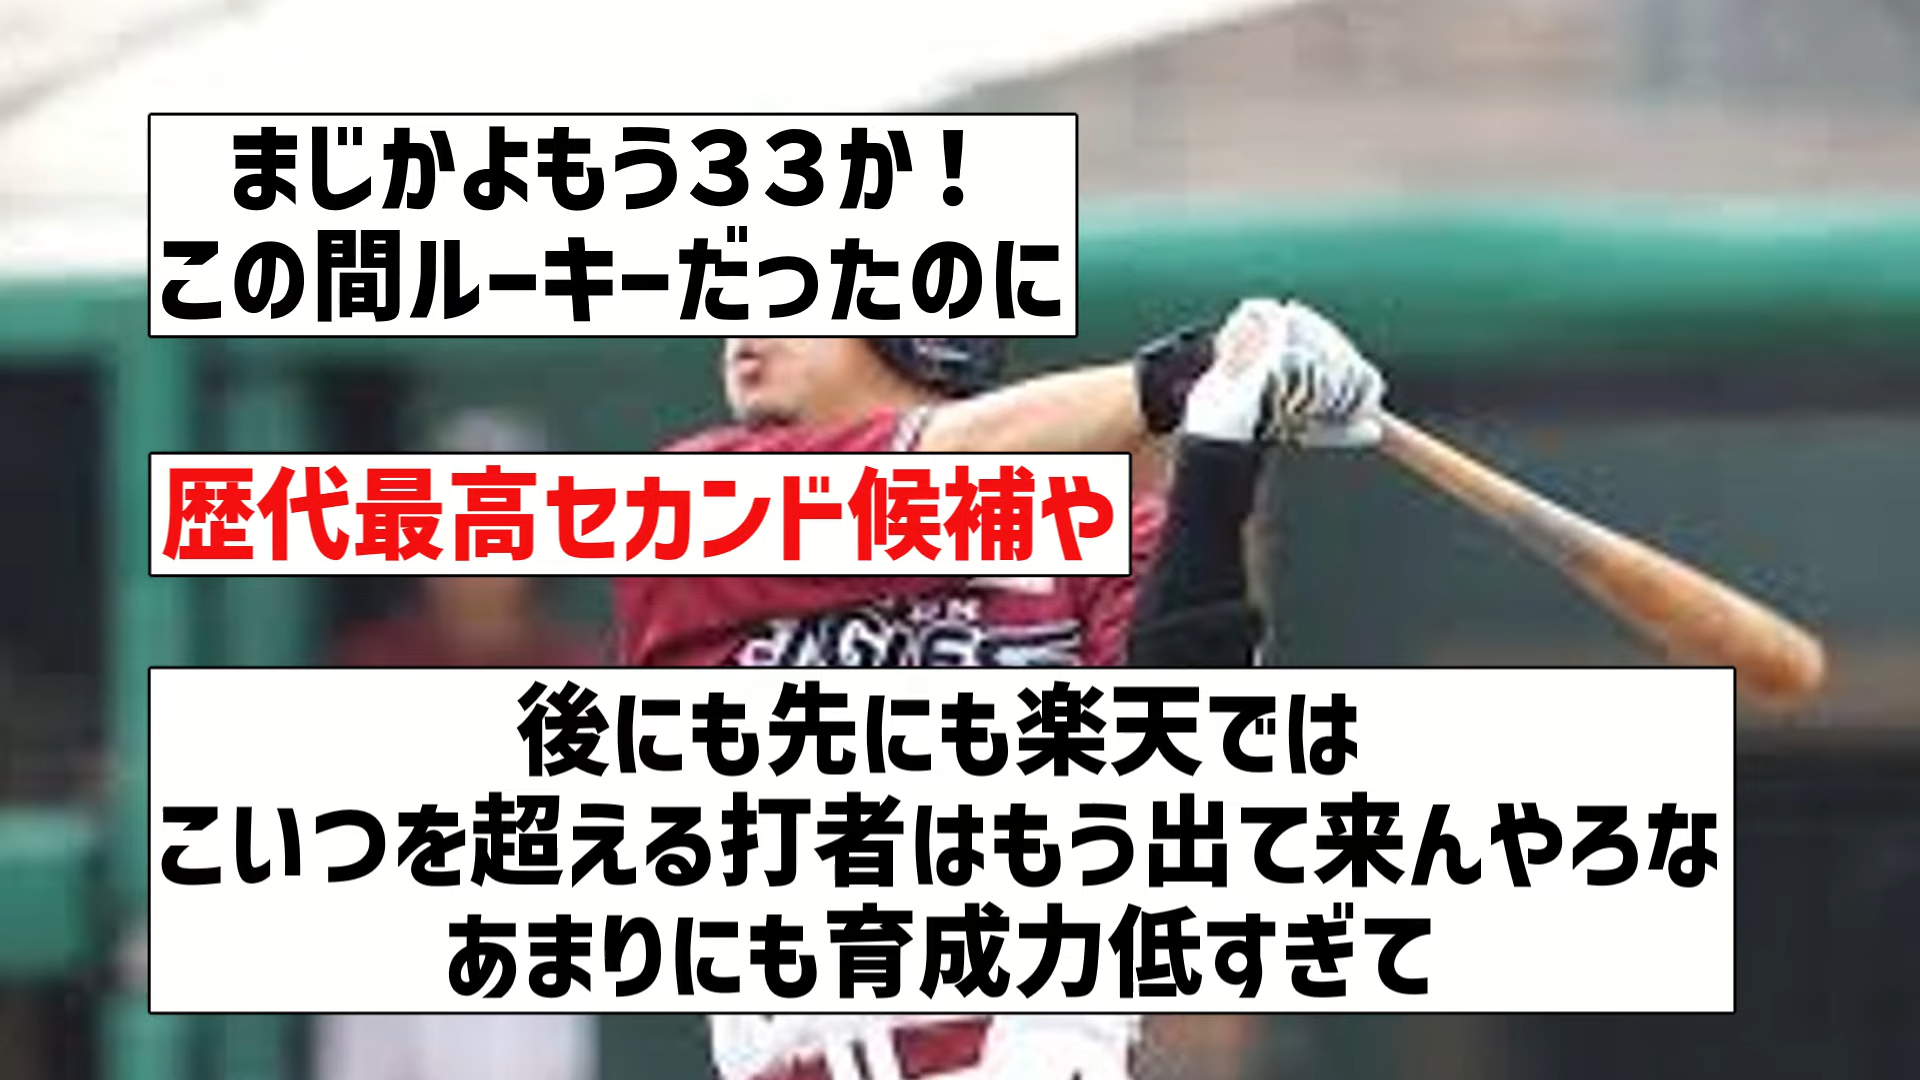 まじかよもう３３か！
この間ルーキーだったのに
歴代最高セカンド候補や
後にも先にも楽天では
こいつを超える打者はもう出て来んやろな
あまりにも育成力低すぎて